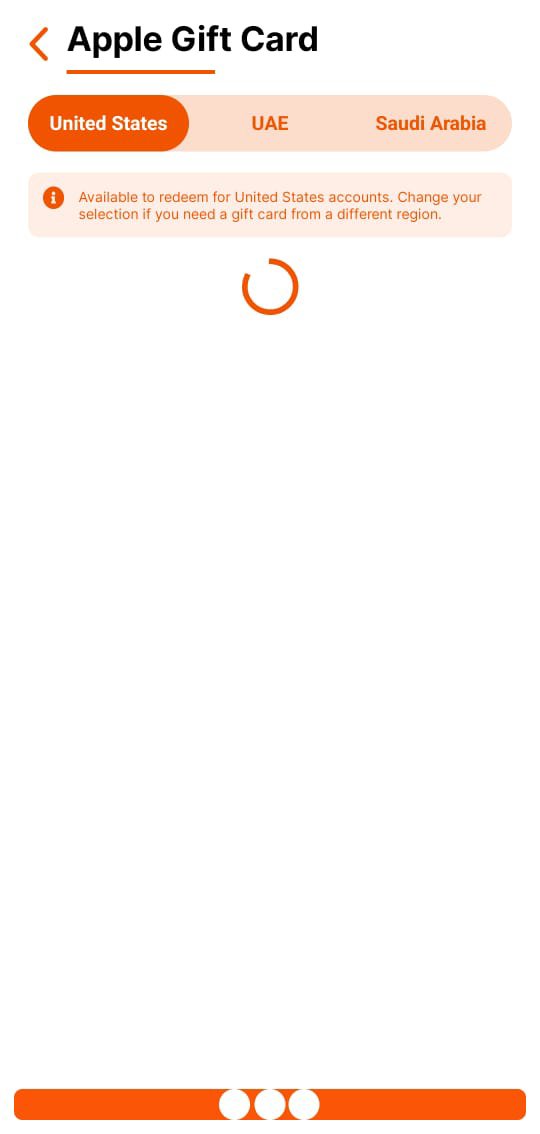 Apple Gift Card
United States
UAE
Saudi Arabia
Available to redeem for United States accounts. Change your
selection if you need a gift card from a different region.